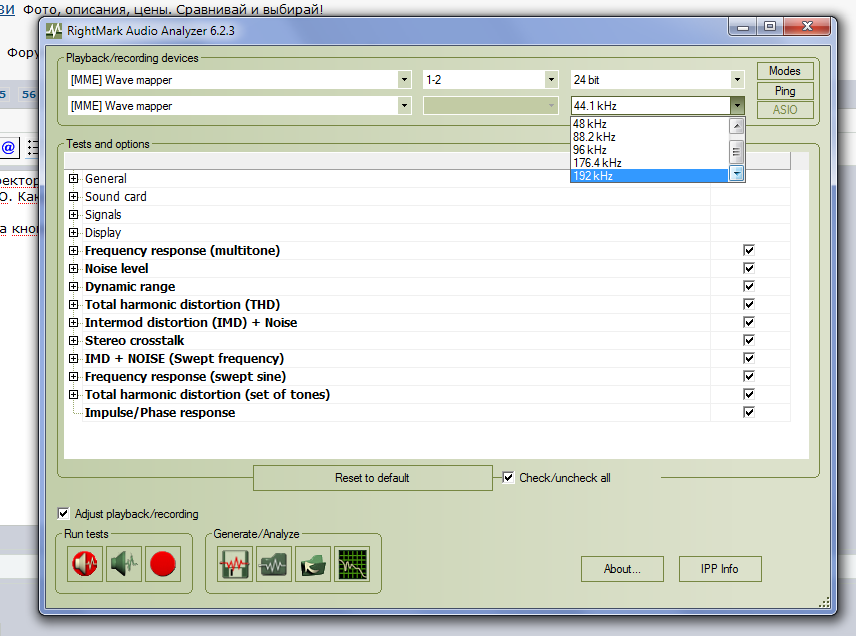 ЗИ Фото, описания, цены. Сравнивай и выбирай!
RightMark Audio Analyzer 6.2.3
Фору
Playback/recording devices
[MME] Wave mapper 1-2 24 bit Modes
5 56 Ping
[MME] Wave mapper 44.1 kHz ASIO
48 kHz
88.2 kHz
96 kHz
176.4 kHz
192 kHz
@
Tests and options
General
Sound card
О. Как
Signals
Display
а кноп
Frequency response (multitone)
Noise level
Dynamic range
Total harmonic distortion (THD)
Intermod distortion (IMD) + Noise
Stereo crosstalk
IMD + NOISE (Swept frequency)
Frequency response (swept sine)
Total harmonic distortion (set of tones)
Impulse/Phase response
Reset to default Check/uncheck all
Adjust playback/recording
Run tests Generate/Analyze
About... IPP Info